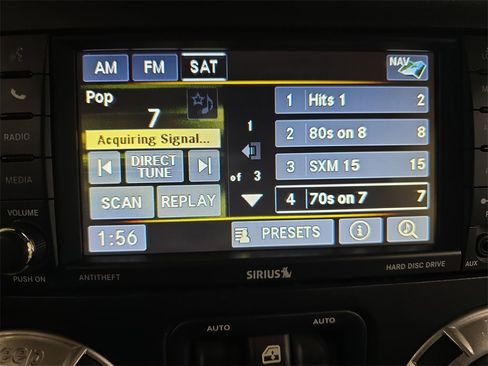 AM FM SAT NAV
Pop
7
Acquiring Signal...
DIRECT
TUNE
SCAN REPLAY
1
of 3
1 Hits 1 2
2 80s on 8 8
3 SXM 15 15
4 70s on 7 7
1:56 PRESETS
RADIO
MEDIA
VOLUME
PUSH ON
ANTITHEFT
SIRIUS
HARD DISC DRIVE
AUX
AUTO
AUTO